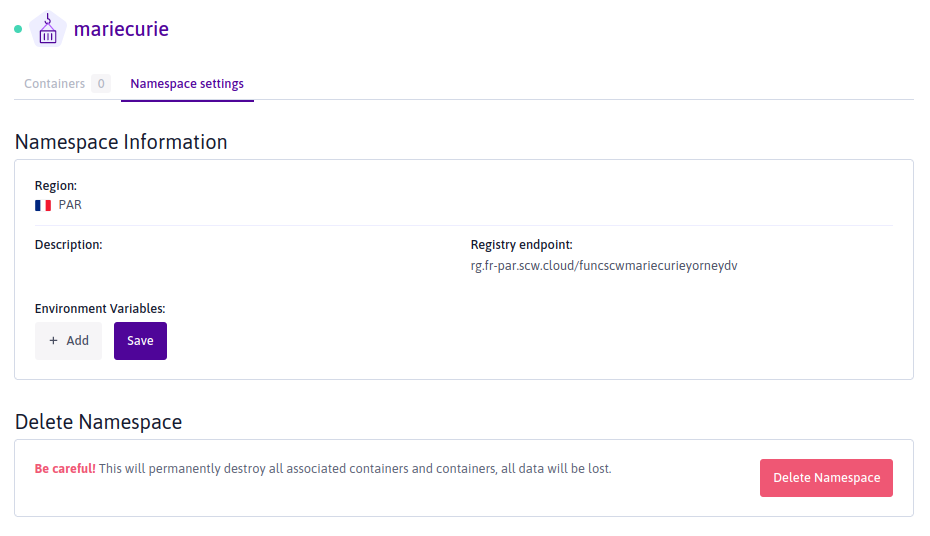 mariecurie
Containers 0 Namespace settings
Namespace Information
Region:
PAR
Description:
Registry endpoint:
rg.fr-par.scw.cloud/funcscwmariecurieyorneydv
Environment Variables:
+ Add Save
Delete Namespace
Be careful! This will permanently destroy all associated containers and containers, all data will be lost.
Delete Namespace